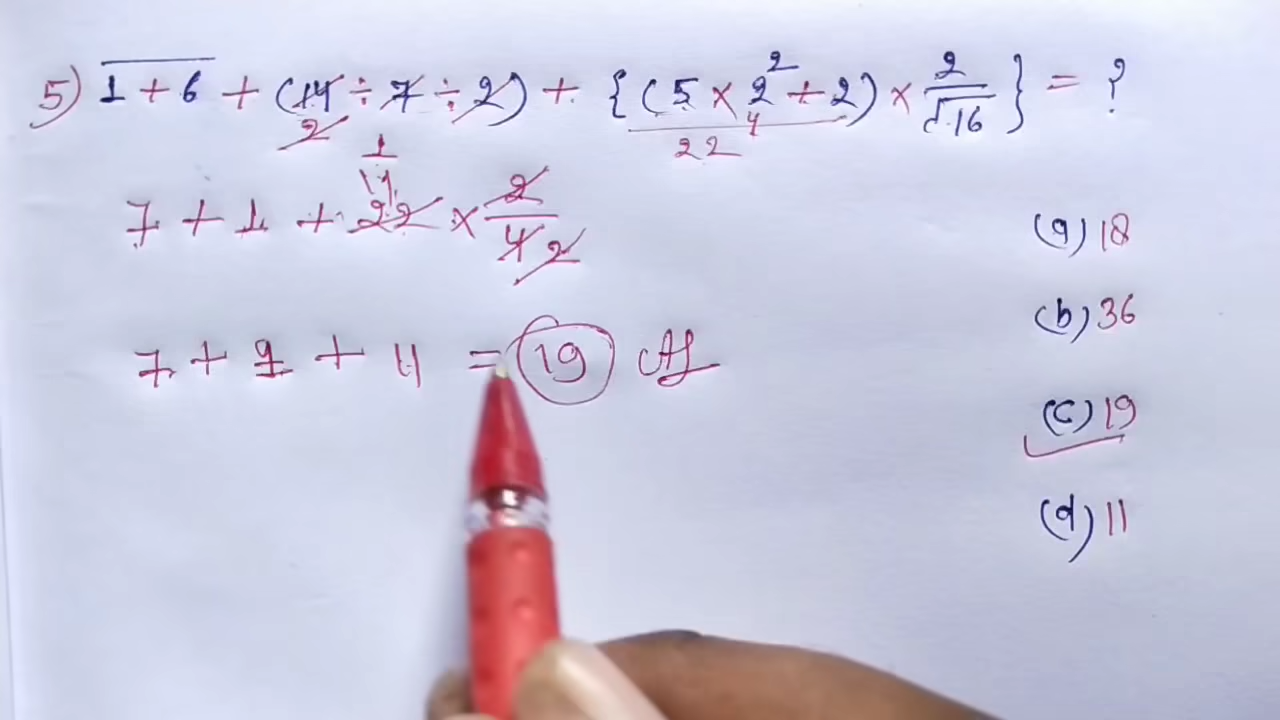 5) 1 + 6 + (14 ÷ 7 ÷ 2) + { (5 × 2² + 2) × 2/√16 } = ?
2 4
1 22
11
7 + 1 + 22 × 2/4 2
7 + 1 + 11 = 19
(a) 18
(b) 36
(c) 19
(d) 11